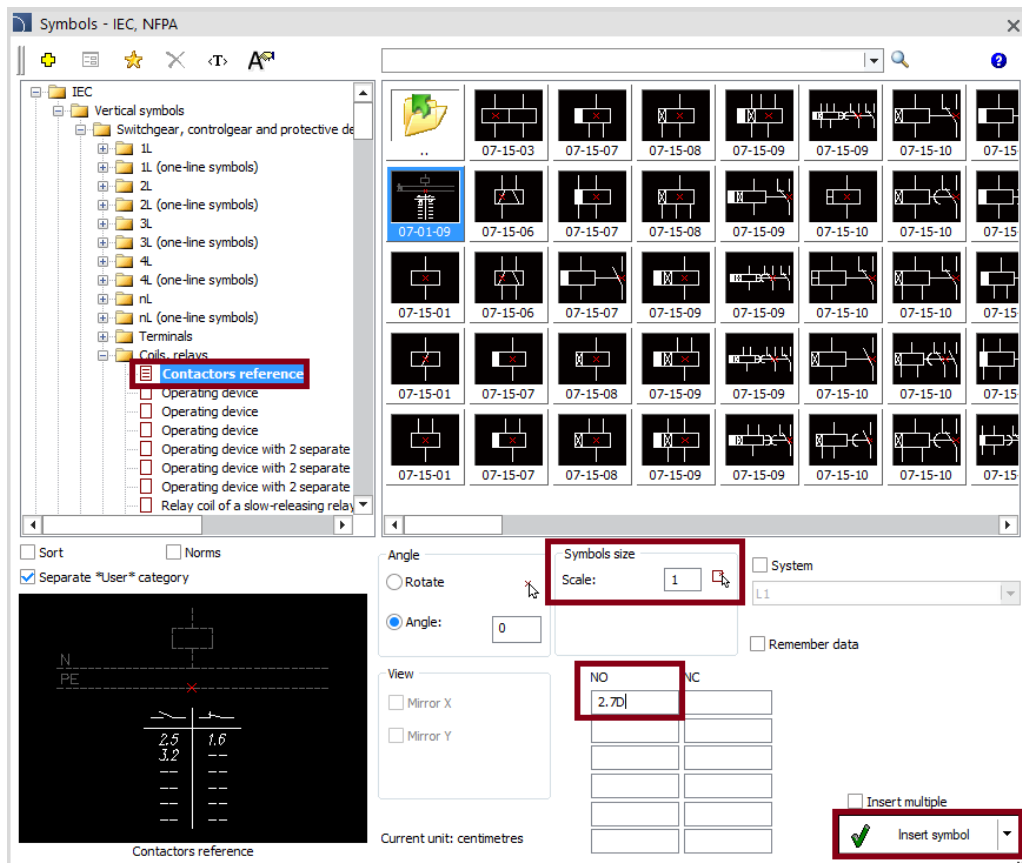 Symbols - IEC, NFPA
<T>
A
IEC
Vertical symbols
Switchgear, controlgear and protective de
1L
1L (one-line symbols)
2L
2L (one-line symbols)
3L
3L (one-line symbols)
4L
4L (one-line symbols)
nL
nL (one-line symbols)
Terminals
Coils, relays
Contactors reference
Operating device
Operating device
Operating device
Operating device with 2 separate
Operating device with 2 separate
Operating device with 2 separate
Relay coil of a slow-releasing relay
.. 07-15-03 07-15-07 07-15-08 07-15-09 07-15-09 07-15-10 07-15
07-01-09 07-15-06 07-15-07 07-15-08 07-15-09 07-15-10 07-15-10 07-15
07-15-01 07-15-06 07-15-07 07-15-09 07-15-09 07-15-10 07-15-10 07-15
07-15-01 07-15-07 07-15-08 07-15-09 07-15-09 07-15-10 07-15-10 07-15
07-15-01 07-15-07 07-15-08 07-15-09 07-15-09 07-15-10 07-15-10 07-15
Sort Norms
Separate *User* category
N
PE
2.5 1.6
3.2 --
-- --
-- --
-- --
-- --
Contactors reference
Angle
Rotate
Angle: 0
Symbols size
Scale: 1
System
L1
Remember data
View
Mirror X
Mirror Y
NO NC
2.7D
Current unit: centimetres
Insert multiple
Insert symbol